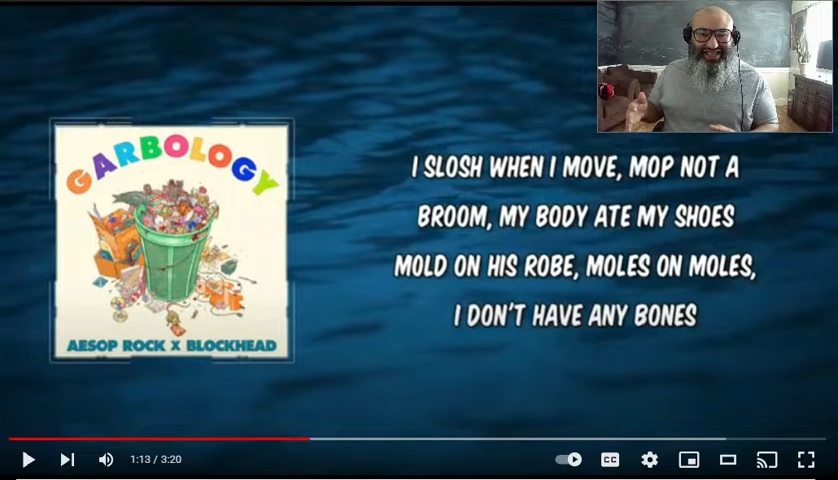 GARBOLOGY
AESOP ROCK X BLOCKHEAD
I SLOSH WHEN I MOVE, MOP NOT A
BROOM, MY BODY ATE MY SHOES
MOLD ON HIS ROBE, MOLES ON MOLES,
I DON'T HAVE ANY BONES
1:13 / 3:20
CC